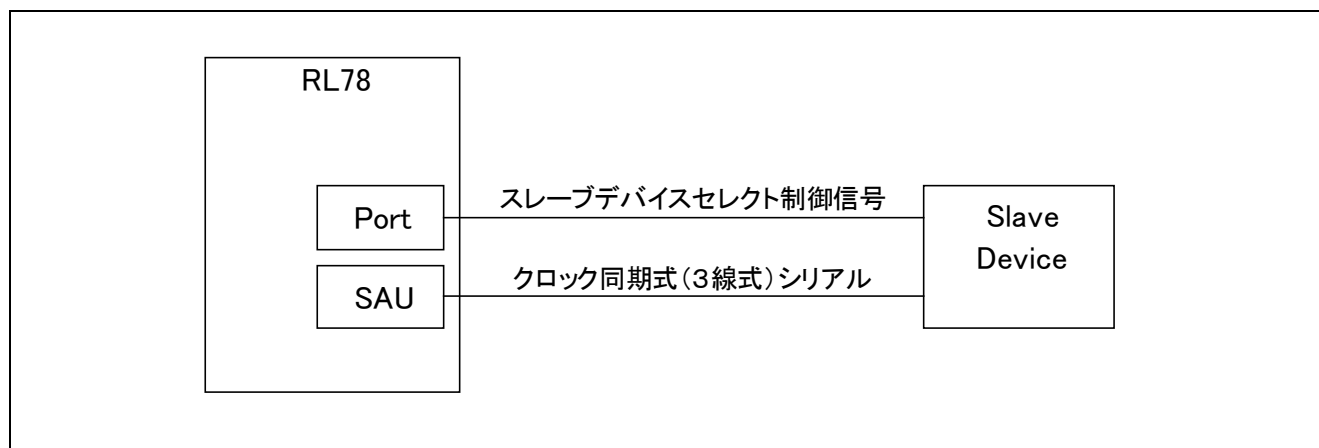 RL78
Port
スレーブデバイスセレクト制御信号
Slave
Device
SAU
クロック同期式(3線式)シリアル